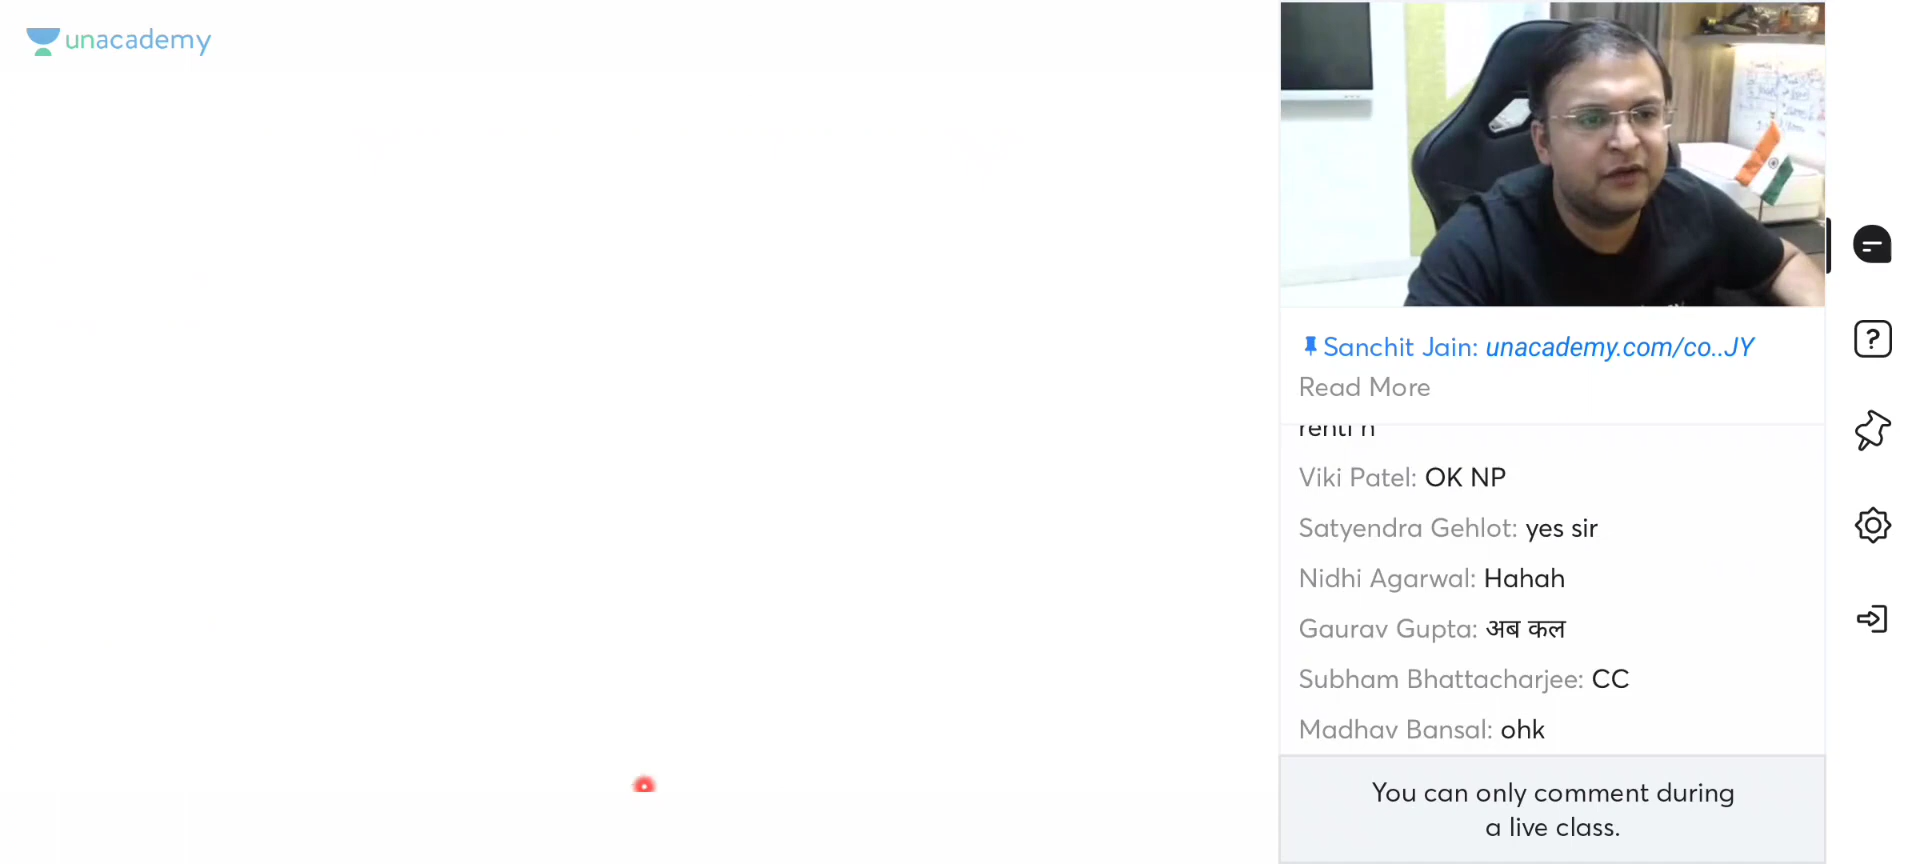 unacademy
Sanchit Jain: unacademy.com/co..JY
Read More
Viki Patel: OK NP
Satyendra Gehlot: yes sir
Nidhi Agarwal: Hahah
Gaurav Gupta: अब कल
Subham Bhattacharjee: CC
Madhav Bansal: ohk
You can only comment during
a live class.